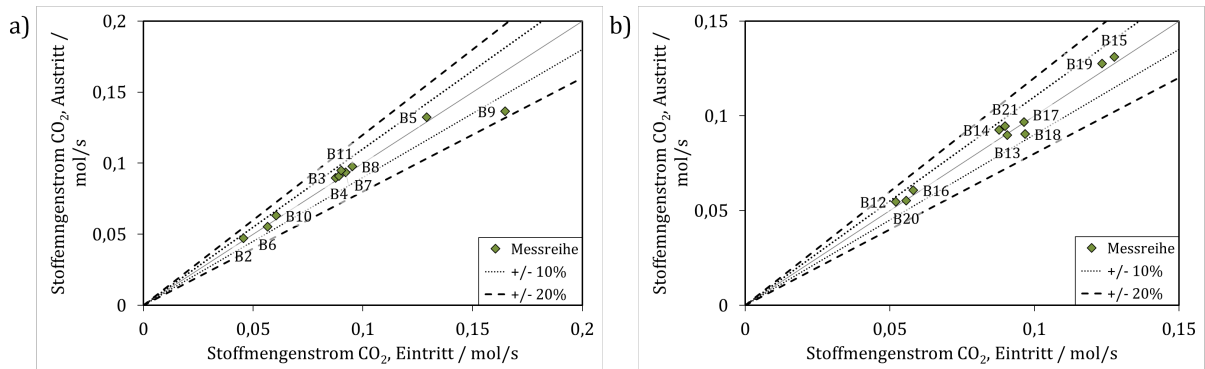 a)
0,2
0,15
0,1
0,05
0
Stoffemngenstrom CO₂, Austritt /
mol/s
B5
B9
B11
B3
B8
B4
B7
B10
B6
B2
Messreihe
+/- 10%
+/- 20%
0
0,05
0,1
0,15
0,2
Stoffmengenstrom CO₂, Eintritt / mol/s
b)
0,15
0,1
0,05
0
Stoffemngenstrom CO₂, Austritt /
mol/s
B15
B19
B21
B17
B14
B18
B13
B12
B16
B20
Messreihe
+/- 10%
+/- 20%
0
0,05
0,1
0,15
Stoffmengenstrom CO₂, Eintritt / mol/s